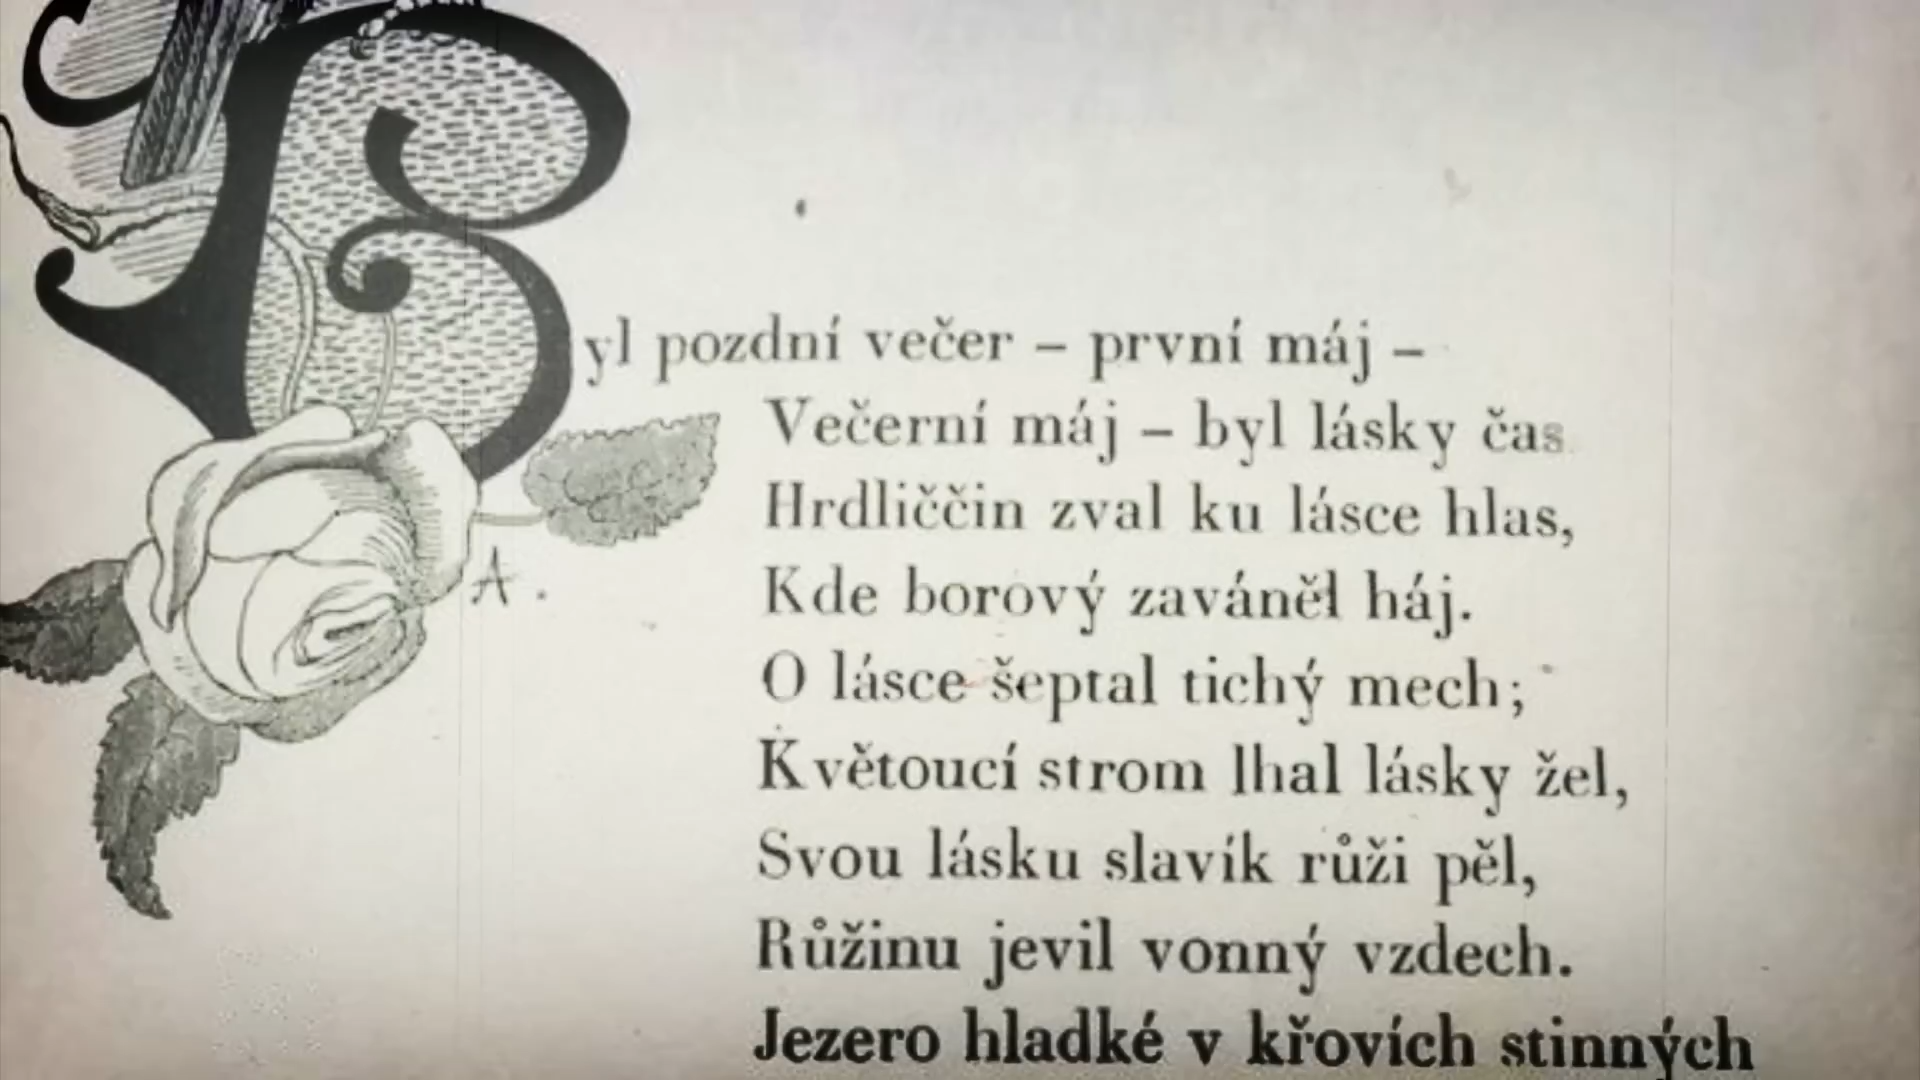 Byl pozdní večer – první máj –
Večerní máj – byl lásky čas
Hrdliččin zval ku lásce hlas,
Kde borový zaváněl háj.
O lásce šeptal tichý mech;
Květoucí strom lhal lásky žel,
Svou lásku slavík růži pěl,
Růžinu jevil vonný vzdech.
Jezero hladké v křovích stinných
A.